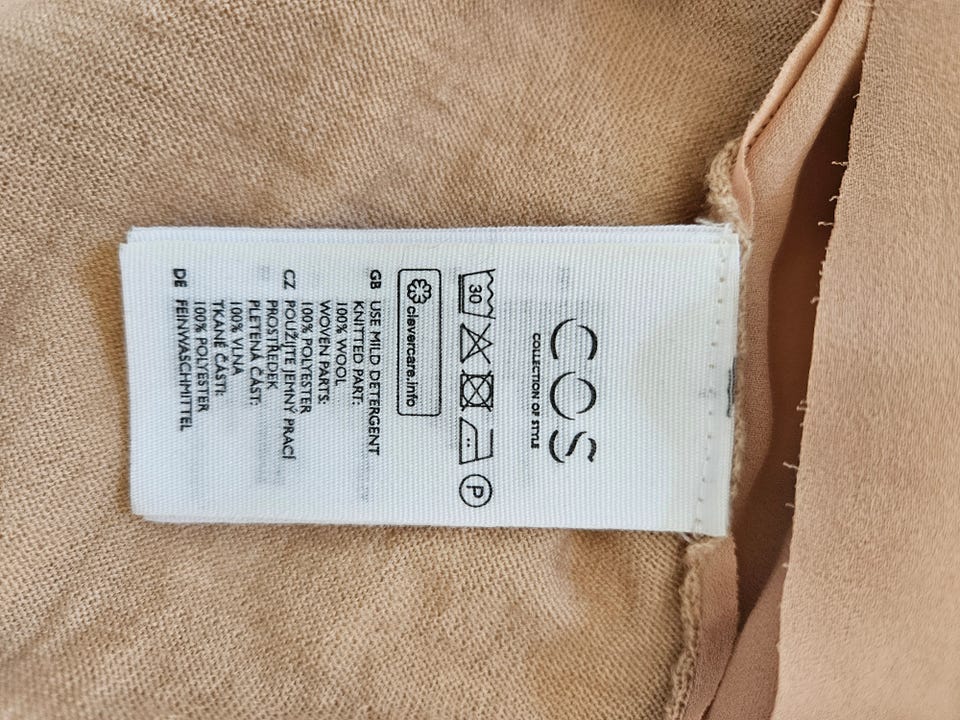 COS
COLLECTION OF STYLE
30
P
clevercare.info
GB USE MILD DETERGENT
KNITTED PART:
100% WOOL
WOVEN PARTS:
100% POLYESTER
CZ POUŽIJTE JEMNÝ PRACÍ
PROSTŘEDEK
PLETENÁ ČÁST:
100% VLNA
TKANÉ ČÁSTI:
100% POLYESTER
DE FEINWASCHMITTEL